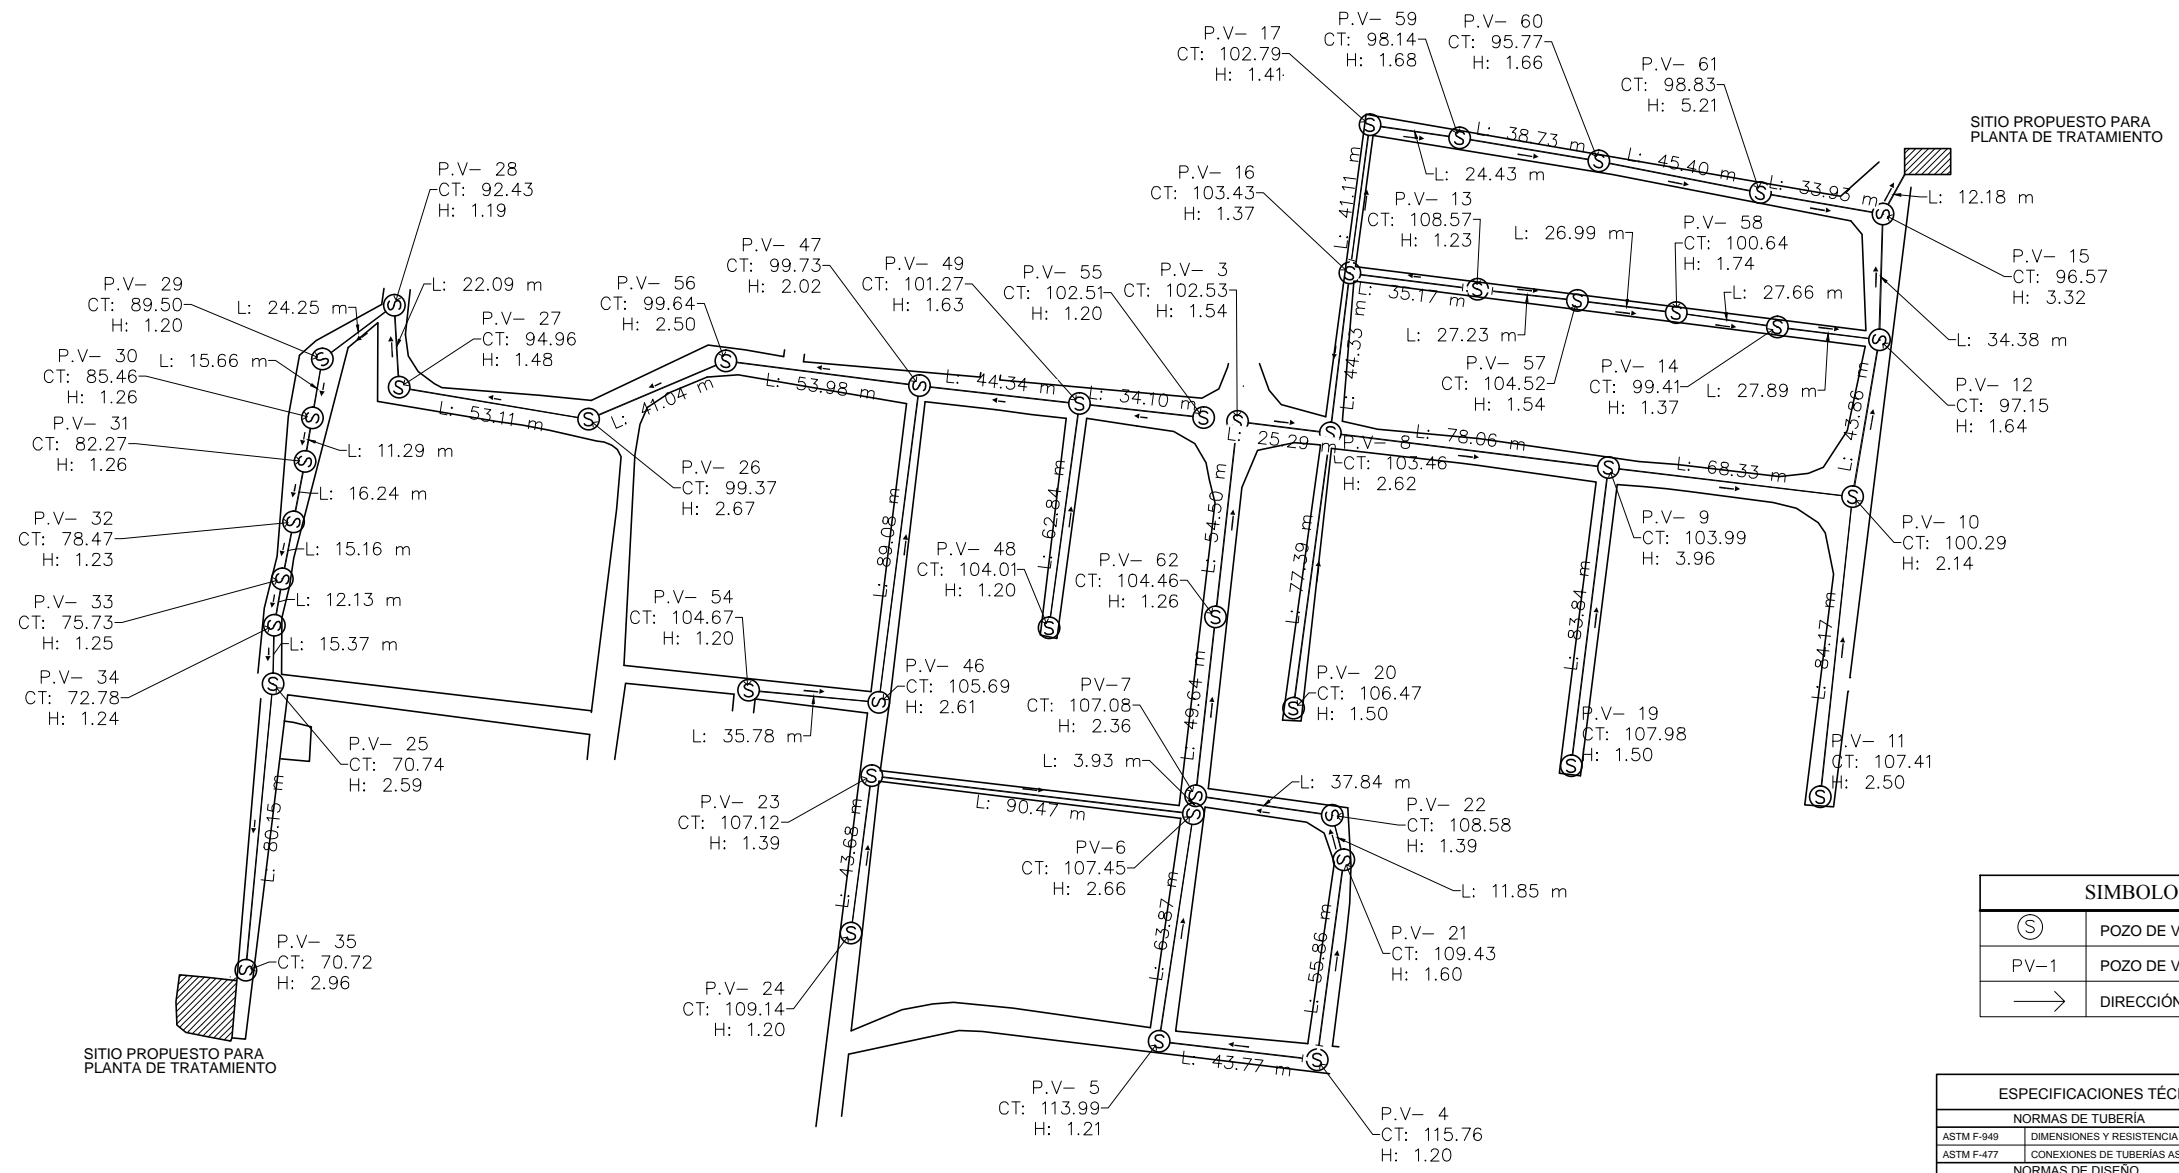 P.V– 17
CT: 102.79
H: 1.41
P.V– 59
CT: 98.14
H: 1.68
P.V– 60
CT: 95.77
H: 1.66
P.V– 61
CT: 98.83
H: 5.21
SITIO PROPUESTO PARA
PLANTA DE TRATAMIENTO
L: 38.73 m
L: 45.40 m
L: 33.93 m
L: 24.43 m
L: 12.18 m
L: 41.11 m
P.V– 16
CT: 103.43
H: 1.37
P.V– 13
CT: 108.57
H: 1.23
L: 26.99 m
P.V– 58
CT: 100.64
H: 1.74
P.V– 15
CT: 96.57
H: 3.32
L: 35.17 m
L: 27.23 m
L: 27.66 m
L: 34.38 m
P.V– 57
CT: 104.52
H: 1.54
P.V– 14
CT: 99.41
H: 1.37
L: 27.89 m
P.V– 12
CT: 97.15
H: 1.64
L: 44.33 m
L: 43.86 m
P.V– 28
CT: 92.43
H: 1.19
P.V– 29
CT: 89.50
H: 1.20
L: 24.25 m
L: 22.09 m
P.V– 27
CT: 94.96
H: 1.48
P.V– 56
CT: 99.64
H: 2.50
P.V– 47
CT: 99.73
H: 2.02
P.V– 49
CT: 101.27
H: 1.63
P.V– 55
CT: 102.51
H: 1.20
P.V– 3
CT: 102.53
H: 1.54
P.V– 30
CT: 85.46
H: 1.26
L: 15.66 m
L: 53.11 m
L: 41.04 m
L: 53.98 m
L: 44.34 m
L: 34.10 m
L: 25.29 m
L: 78.06 m
L: 68.33 m
P.V– 31
CT: 82.27
H: 1.26
L: 11.29 m
L: 16.24 m
P.V– 26
CT: 99.37
H: 2.67
P.V– 8
CT: 103.46
H: 2.62
P.V– 9
CT: 103.99
H: 3.96
P.V– 10
CT: 100.29
H: 2.14
P.V– 32
CT: 78.47
H: 1.23
L: 15.16 m
L: 89.08 m
L: 62.84 m
L: 54.50 m
L: 77.39 m
L: 83.84 m
L: 84.17 m
P.V– 48
CT: 104.01
H: 1.20
P.V– 62
CT: 104.46
H: 1.26
P.V– 33
CT: 75.73
H: 1.25
L: 12.13 m
L: 15.37 m
P.V– 54
CT: 104.67
H: 1.20
P.V– 34
CT: 72.78
H: 1.24
P.V– 46
CT: 105.69
H: 2.61
L: 35.78 m
PV–7
CT: 107.08
H: 2.36
L: 49.64 m
P.V– 20
CT: 106.47
H: 1.50
P.V– 19
CT: 107.98
H: 1.50
P.V– 11
CT: 107.41
H: 2.50
P.V– 25
CT: 70.74
H: 2.59
L: 80.15 m
L: 3.93 m
L: 37.84 m
P.V– 23
CT: 107.12
H: 1.39
L: 90.47 m
P.V– 22
CT: 108.58
H: 1.39
L: 43.68 m
PV–6
CT: 107.45
H: 2.66
L: 11.85 m
L: 63.87 m
L: 55.86 m
P.V– 21
CT: 109.43
H: 1.60
P.V– 35
CT: 70.72
H: 2.96
P.V– 24
CT: 109.14
H: 1.20
SITIO PROPUESTO PARA
PLANTA DE TRATAMIENTO
L: 43.77 m
P.V– 5
CT: 113.99
H: 1.21
P.V– 4
CT: 115.76
H: 1.20
SIMBOLO
S POZO DE V
PV–1 POZO DE V
DIRECCIÓN
ESPECIFICACIONES TÉC
NORMAS DE TUBERÍA
ASTM F-949 DIMENSIONES Y RESISTENCIA
ASTM F-477 CONEXIONES DE TUBERÍAS AS
NORMAS DE DISEÑO